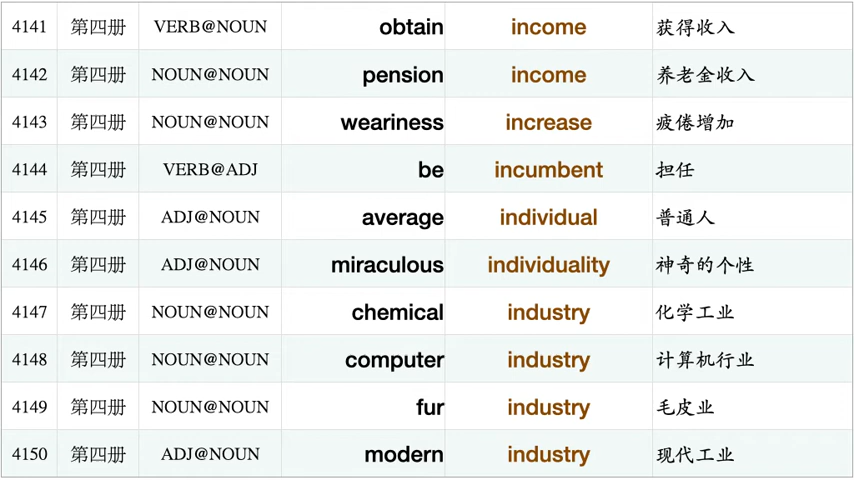 4141 第四册 VERB@NOUN obtain income 获得收入
4142 第四册 NOUN@NOUN pension income 养老金收入
4143 第四册 NOUN@NOUN weariness increase 疲倦增加
4144 第四册 VERB@ADJ be incumbent 担任
4145 第四册 ADJ@NOUN average individual 普通人
4146 第四册 ADJ@NOUN miraculous individuality 神奇的个性
4147 第四册 NOUN@NOUN chemical industry 化学工业
4148 第四册 NOUN@NOUN computer industry 计算机行业
4149 第四册 NOUN@NOUN fur industry 毛皮业
4150 第四册 ADJ@NOUN modern industry 现代工业